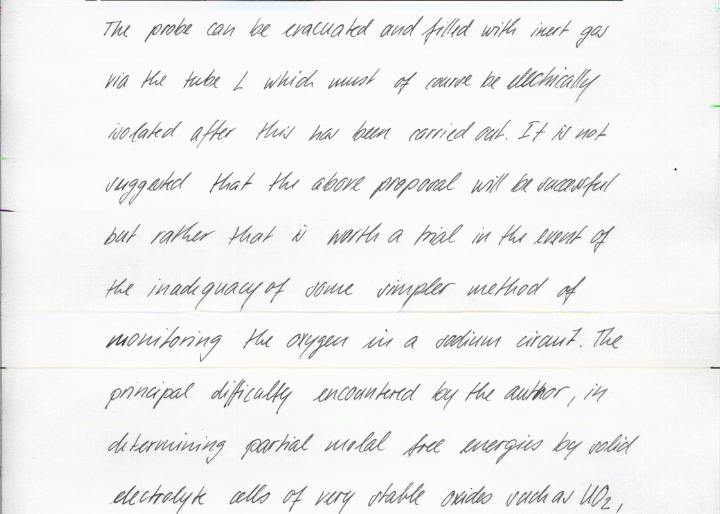 The probe can be evacuated and filled with inert gas
via the tube L which must of course be electrically
isolated after this has been carried out. It is not
suggested that the above proposal will be successful
but rather that is worth a trial in the event of
the inadequacy of some simpler method of
monitoring the oxygen in a sodium circuit. The
principal difficulty encountered by the author, in
determining partial molal free energies by solid
electrolyte cells of very stable oxides such as UO2,